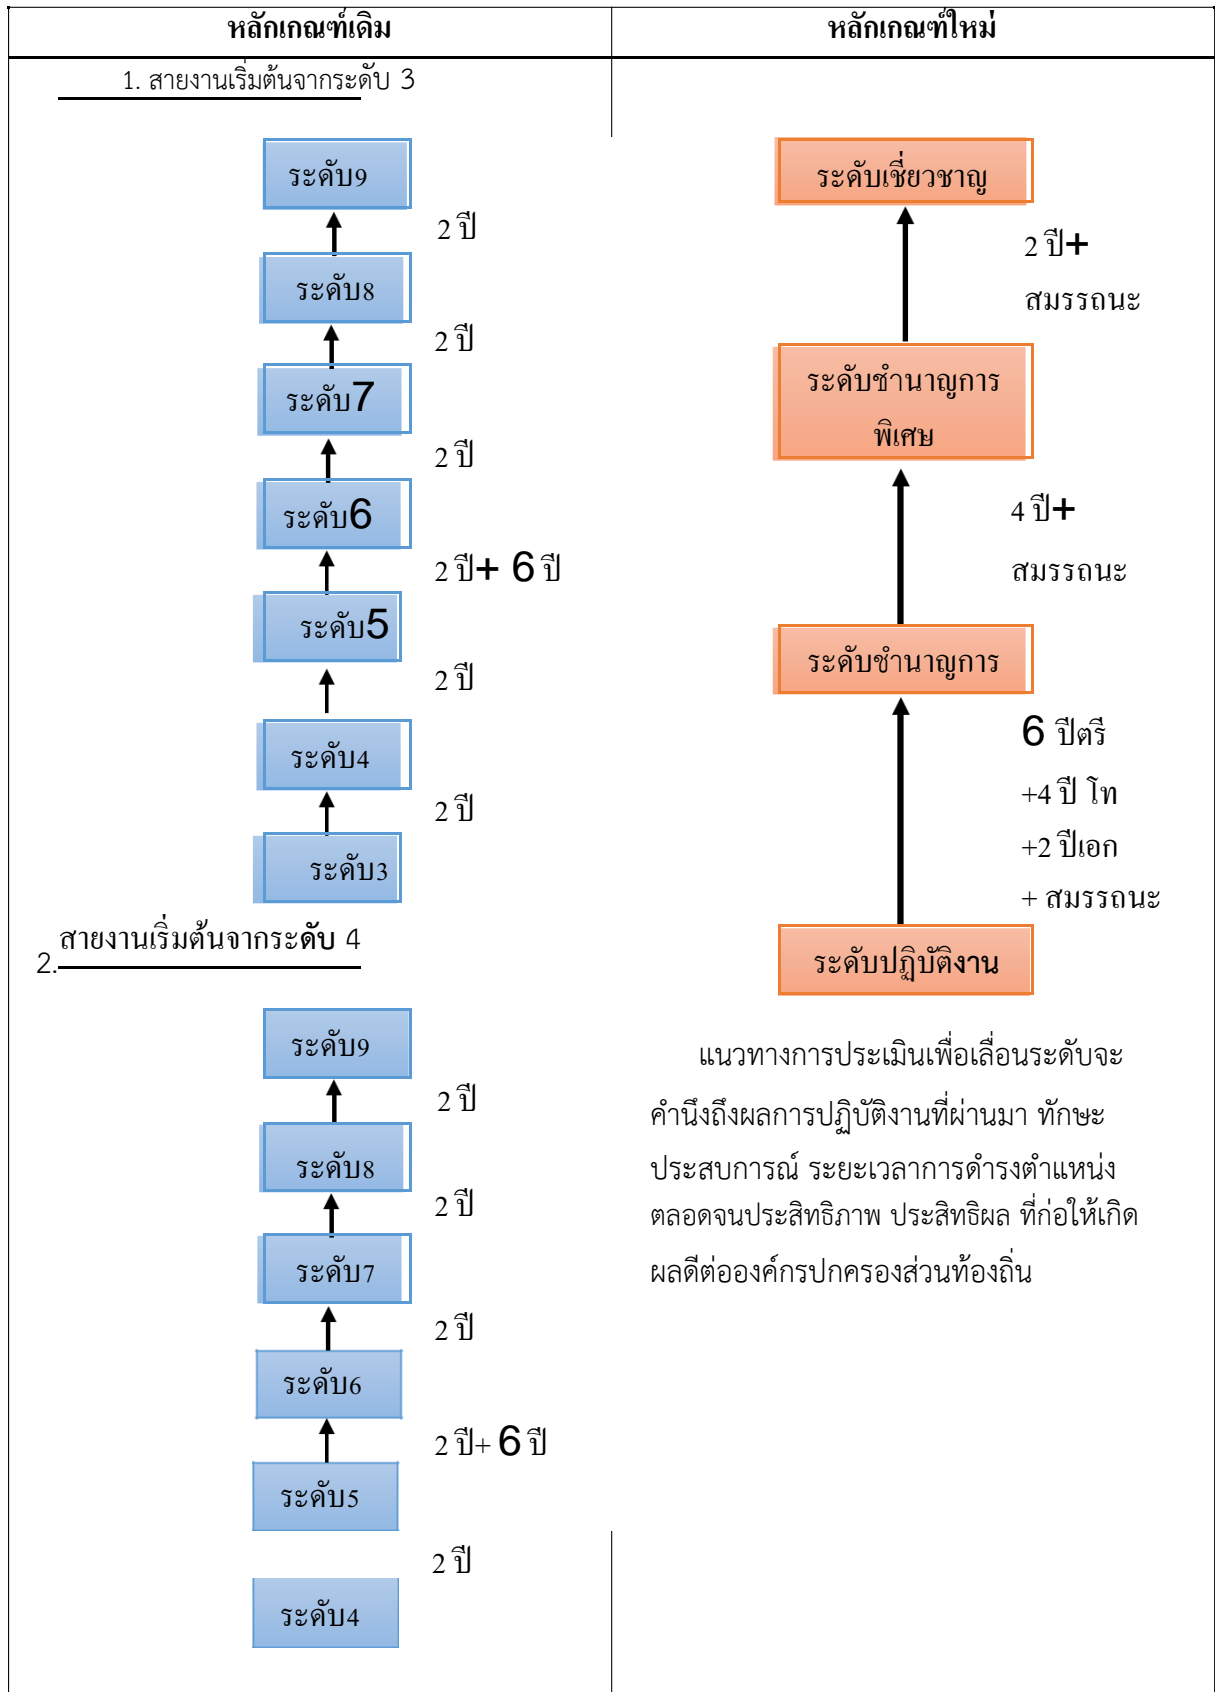 หลักเกณฑ์เดิม
หลักเกณฑ์ใหม่
1. สายงานเริ่มต้นจากระดับ 3
ระดับ9
2 ปี
ระดับ8
2 ปี
ระดับ7
2 ปี
ระดับ6
2 ปี+ 6 ปี
ระดับ5
2 ปี
ระดับ4
2 ปี
ระดับ3
2. สายงานเริ่มต้นจากระดับ 4
ระดับ9
2 ปี
ระดับ8
2 ปี
ระดับ7
2 ปี
ระดับ6
2 ปี+ 6 ปี
ระดับ5
2 ปี
ระดับ4
ระดับเชี่ยวชาญ
2 ปี+
สมรรถนะ
ระดับชำนาญการ
พิเศษ
4 ปี+
สมรรถนะ
ระดับชำนาญการ
6 ปีตรี
+4 ปี โท
+2 ปีเอก
+ สมรรถนะ
ระดับปฏิบัติงาน
แนวทางการประเมินเพื่อเลื่อนระดับจะ
คำนึงถึงผลการปฏิบัติงานที่ผ่านมา ทักษะ
ประสบการณ์ ระยะเวลาการดำรงตำแหน่ง
ตลอดจนประสิทธิภาพ ประสิทธิผล ที่ก่อให้เกิด
ผลดีต่อองค์กรปกครองส่วนท้องถิ่น